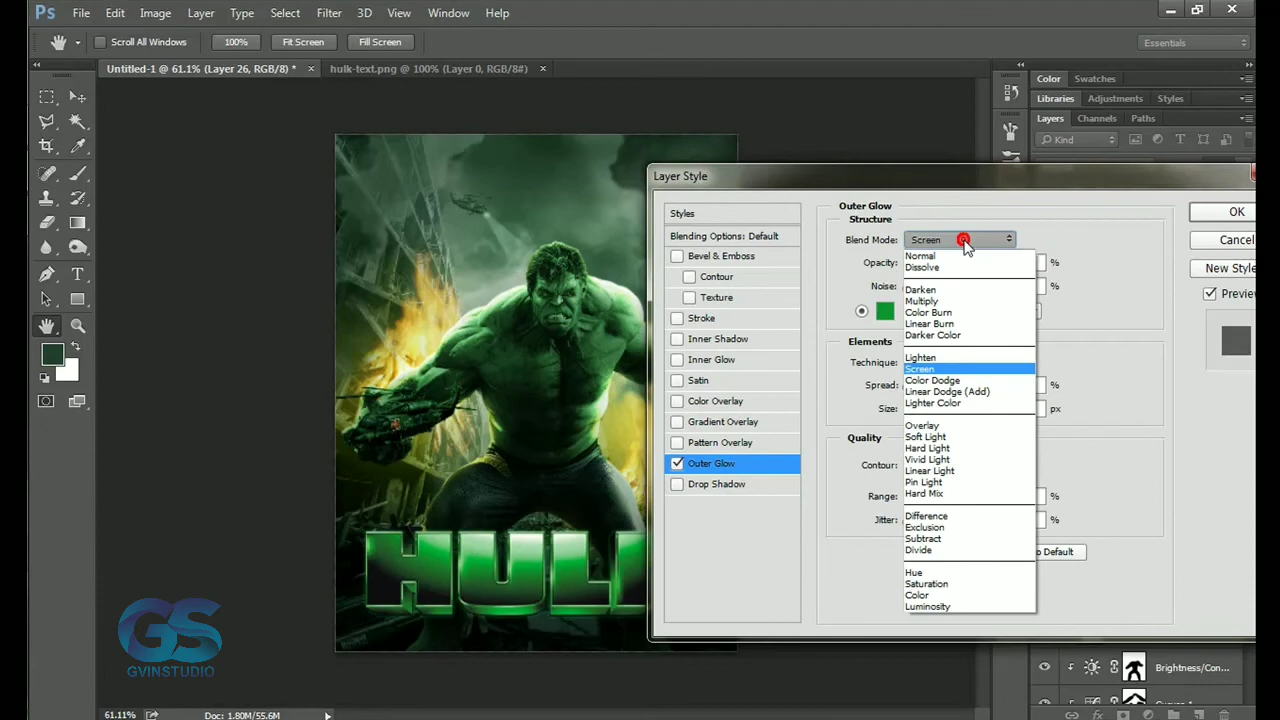 Ps File Edit Image Layer Type Select Filter 3D View Window Help
Scroll All Windows 100% Fit Screen Fill Screen Essentials
Untitled-1 @ 61.1% (Layer 26, RGB/8) * × hulk-text.png @ 100% (Layer 0, RGB/8#) ×
Color Swatches
Libraries Adjustments Styles
Layers Channels Paths
Kind
Layer Style
Styles
Blending Options: Default
Bevel & Emboss
Contour
Texture
Stroke
Inner Shadow
Inner Glow
Satin
Color Overlay
Gradient Overlay
Pattern Overlay
Outer Glow
Drop Shadow
Outer Glow
Structure
Blend Mode: Screen
Opacity: %
Noise: %
Elements
Technique:
Spread: %
Size: px
Quality
Contour:
Range: %
Jitter: %
o Default
Normal
Dissolve
Darken
Multiply
Color Burn
Linear Burn
Darker Color
Lighten
Screen
Color Dodge
Linear Dodge (Add)
Lighter Color
Overlay
Soft Light
Hard Light
Vivid Light
Linear Light
Pin Light
Hard Mix
Difference
Exclusion
Subtract
Divide
Hue
Saturation
Color
Luminosity
OK
Cancel
New Style
Preview
HUL
GS
GVINSTUDIO
Brightness/Con...
61.11% Doc: 1.80M/55.6M